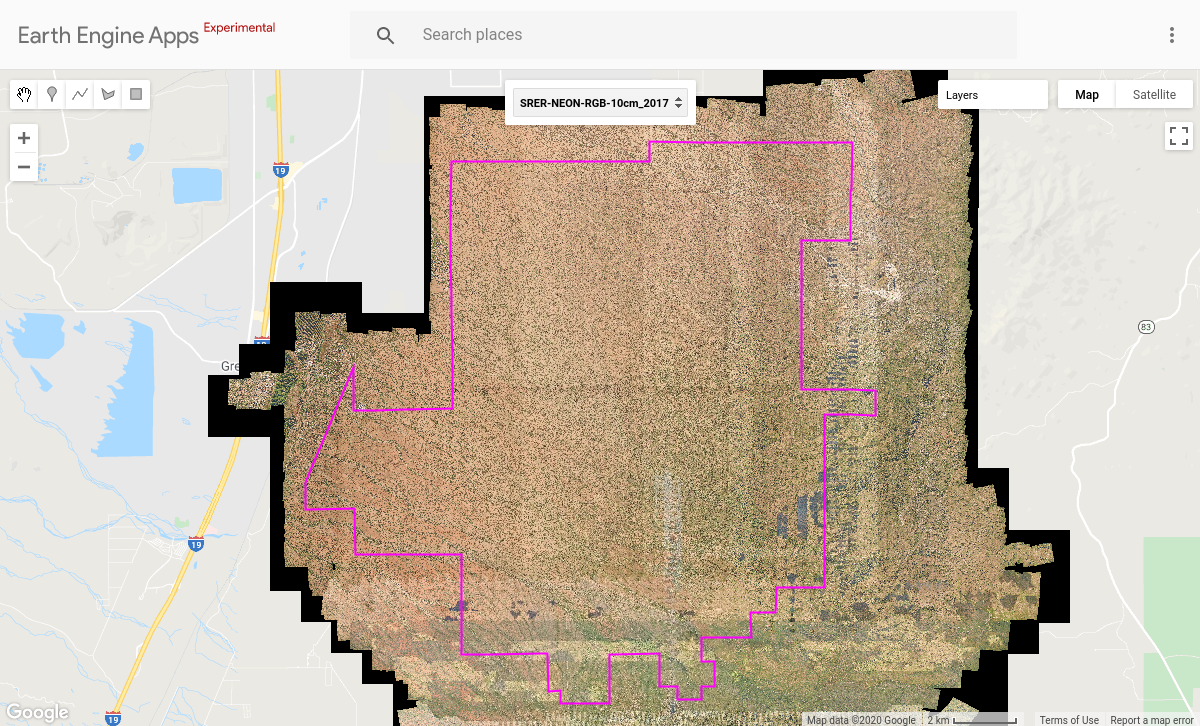 Earth Engine Apps Experimental
Search places
SRER-NEON-RGB-10cm_2017
Layers
Map
Satellite
19
83
Gre
19
19
Google
Map data ©2020 Google
2 km
Terms of Use
Report a map error